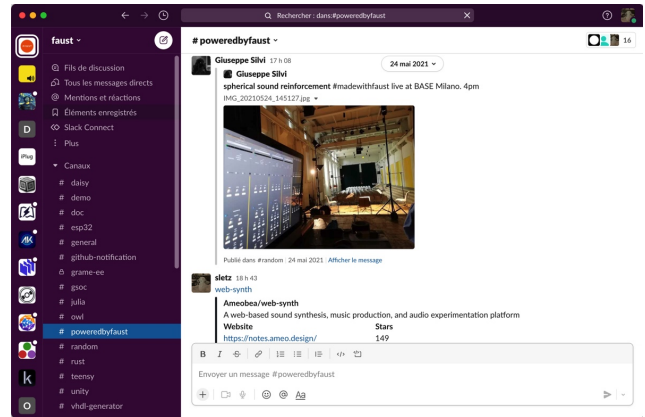 Rechercher : dans:#poweredbyfaust
faust
Fils de discussion
Tous les messages directs
Mentions et réactions
Éléments enregistrés
Slack Connect
Plus
Canaux
# daisy
# demo
# doc
# esp32
# general
# github-notification
grame-ee
# gsoc
# julia
# owl
# poweredbyfaust
# random
# rust
# teensy
# unity
# vhdl-generator
D
iPlug
k
O
# poweredbyfaust
16
24 mai 2021
Giuseppe Silvi 17 h 08
Giuseppe Silvi
spherical sound reinforcement #madewithfaust live at BASE Milano. 4pm
IMG_20210524_145127.jpg
Publié dans #random | 24 mai 2021 | Afficher le message
sletz 18 h 43
web-synth
Ameobea/web-synth
A web-based sound synthesis, music production, and audio experimentation platform
Website Stars
https://notes.ameo.design/ 149
B I S
Envoyer un message #poweredbyfaust
+ @ Aa